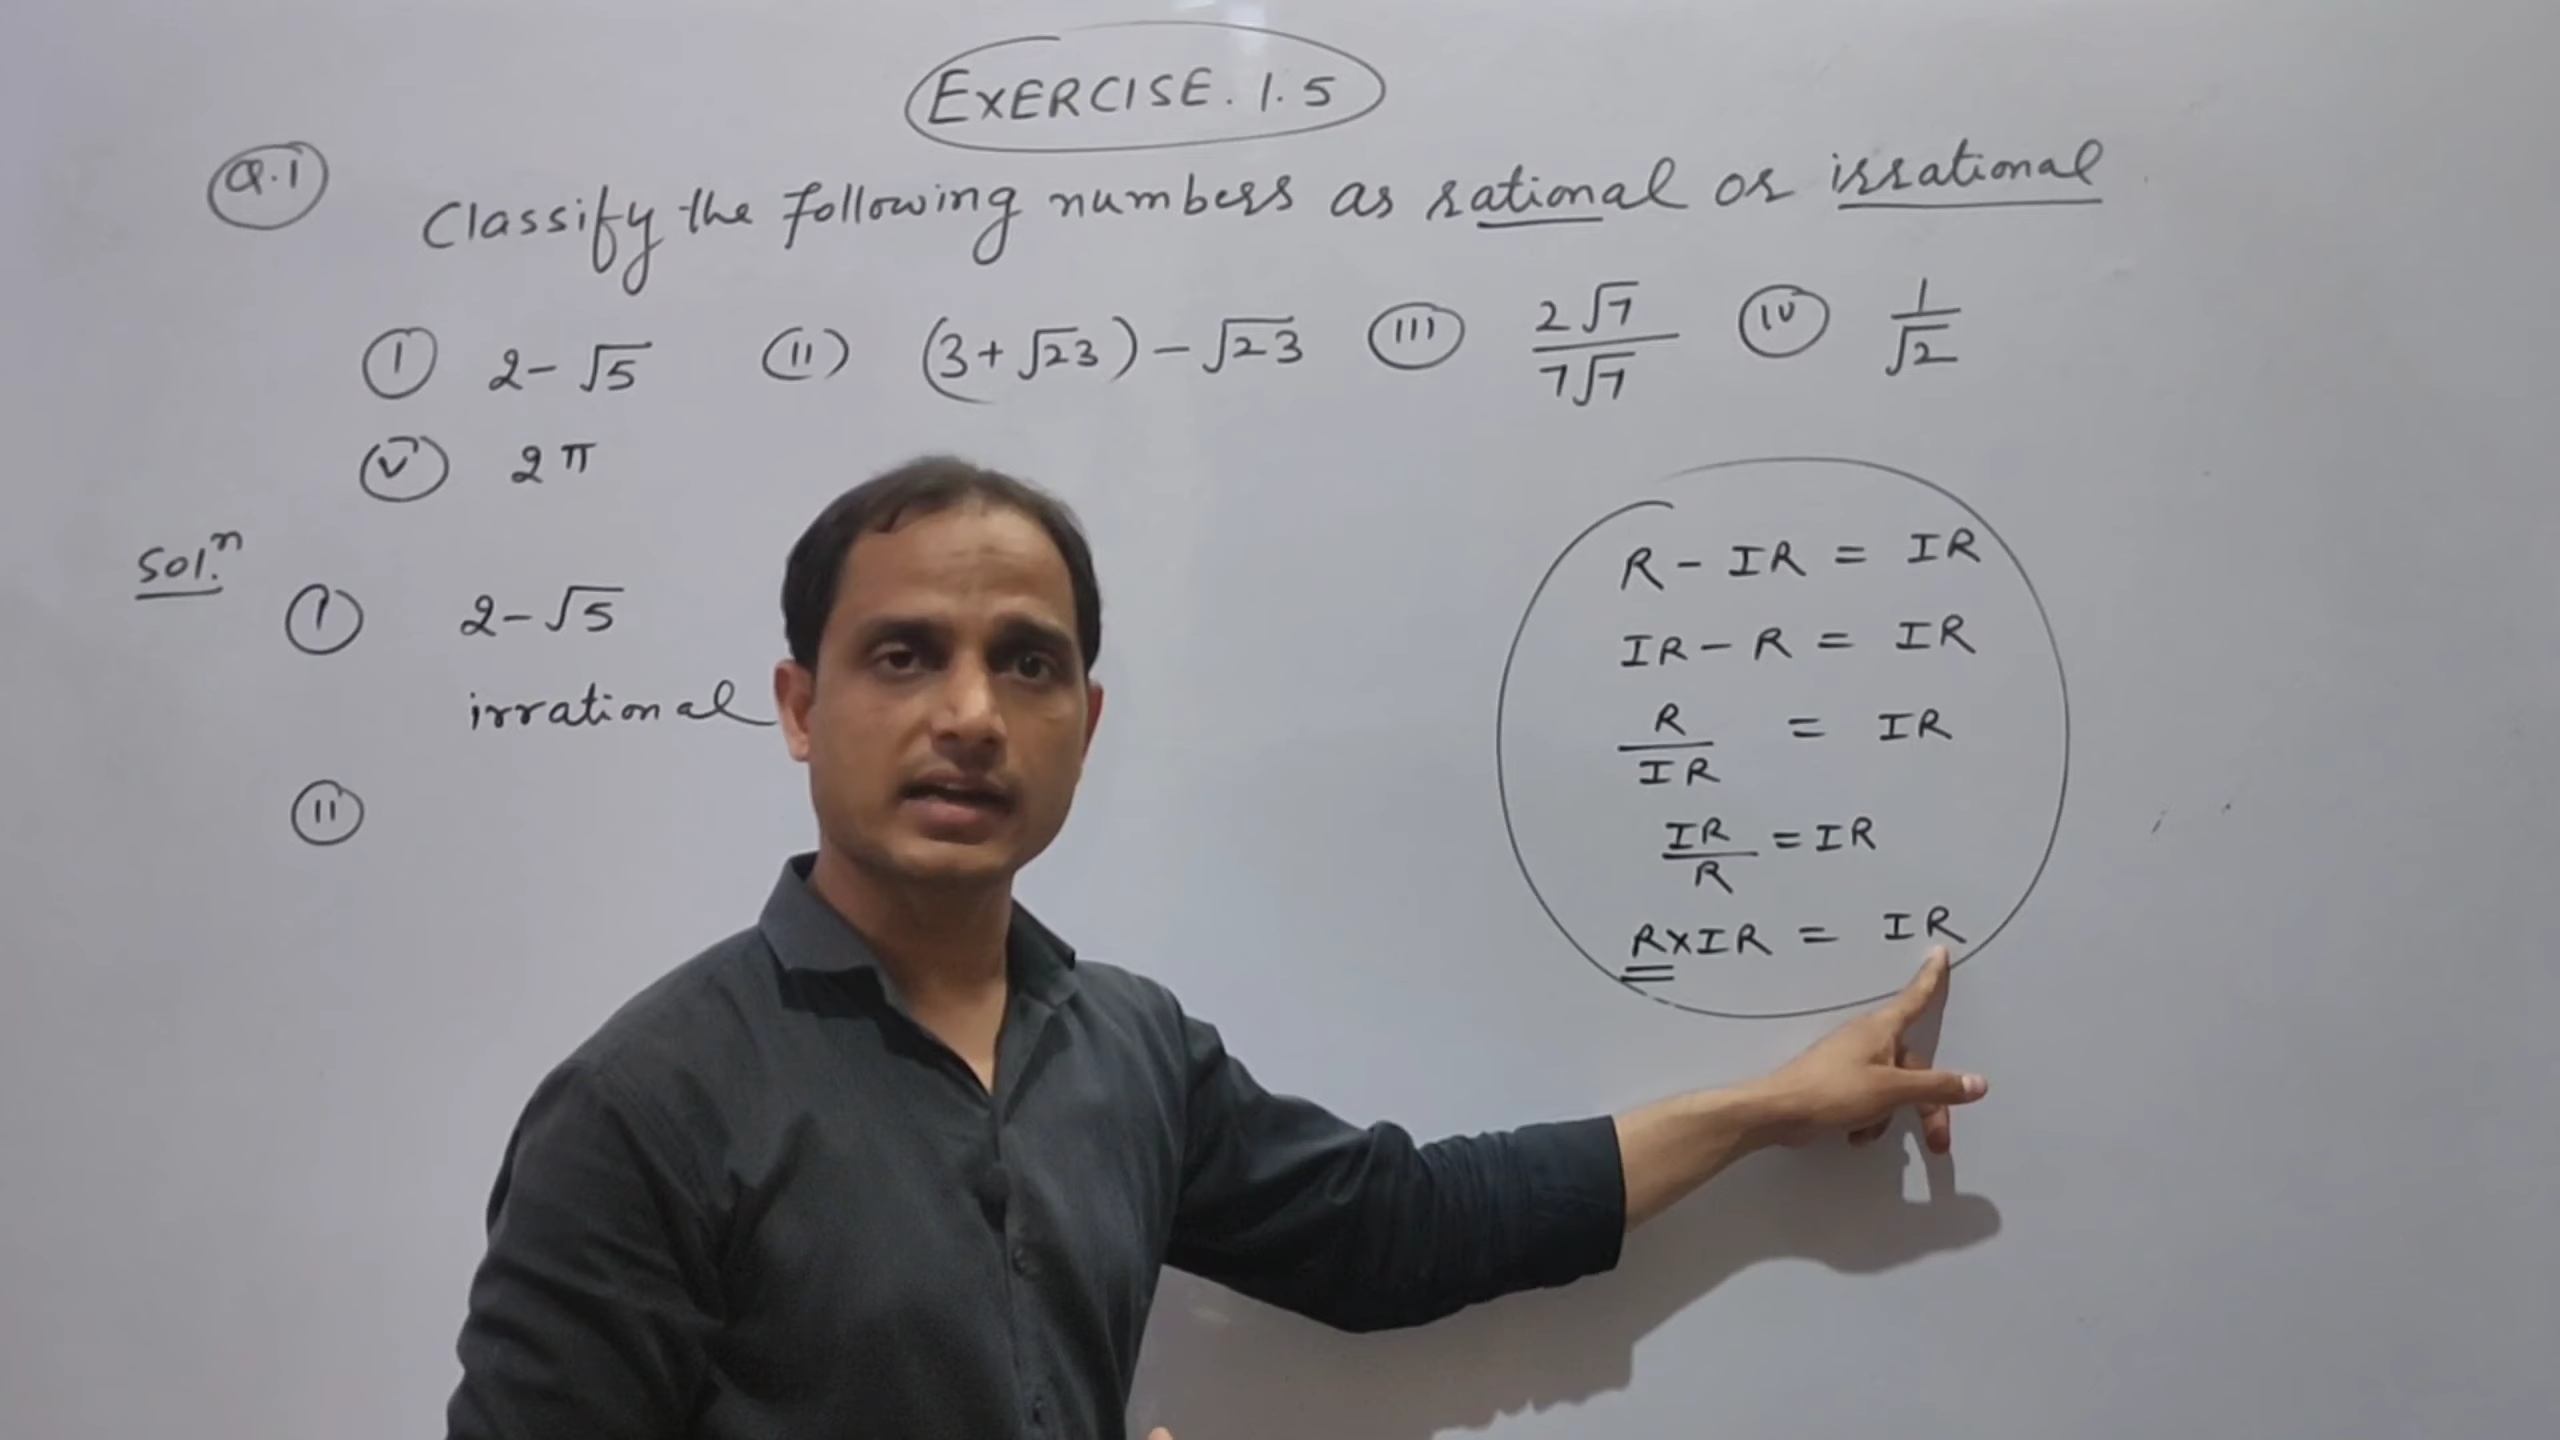 EXERCISE. 1.5
Q.1 Classify the following numbers as rational or irrational
(I) 2-√5 (II) (3+√23)-√23 (III) 2√7/7√7 (IV) 1/√2
(V) 2π
Sol.ⁿ
(I) 2-√5
irrational
(II)
R - IR = IR
IR - R = IR
R/IR = IR
IR/R = IR
R×IR = IR